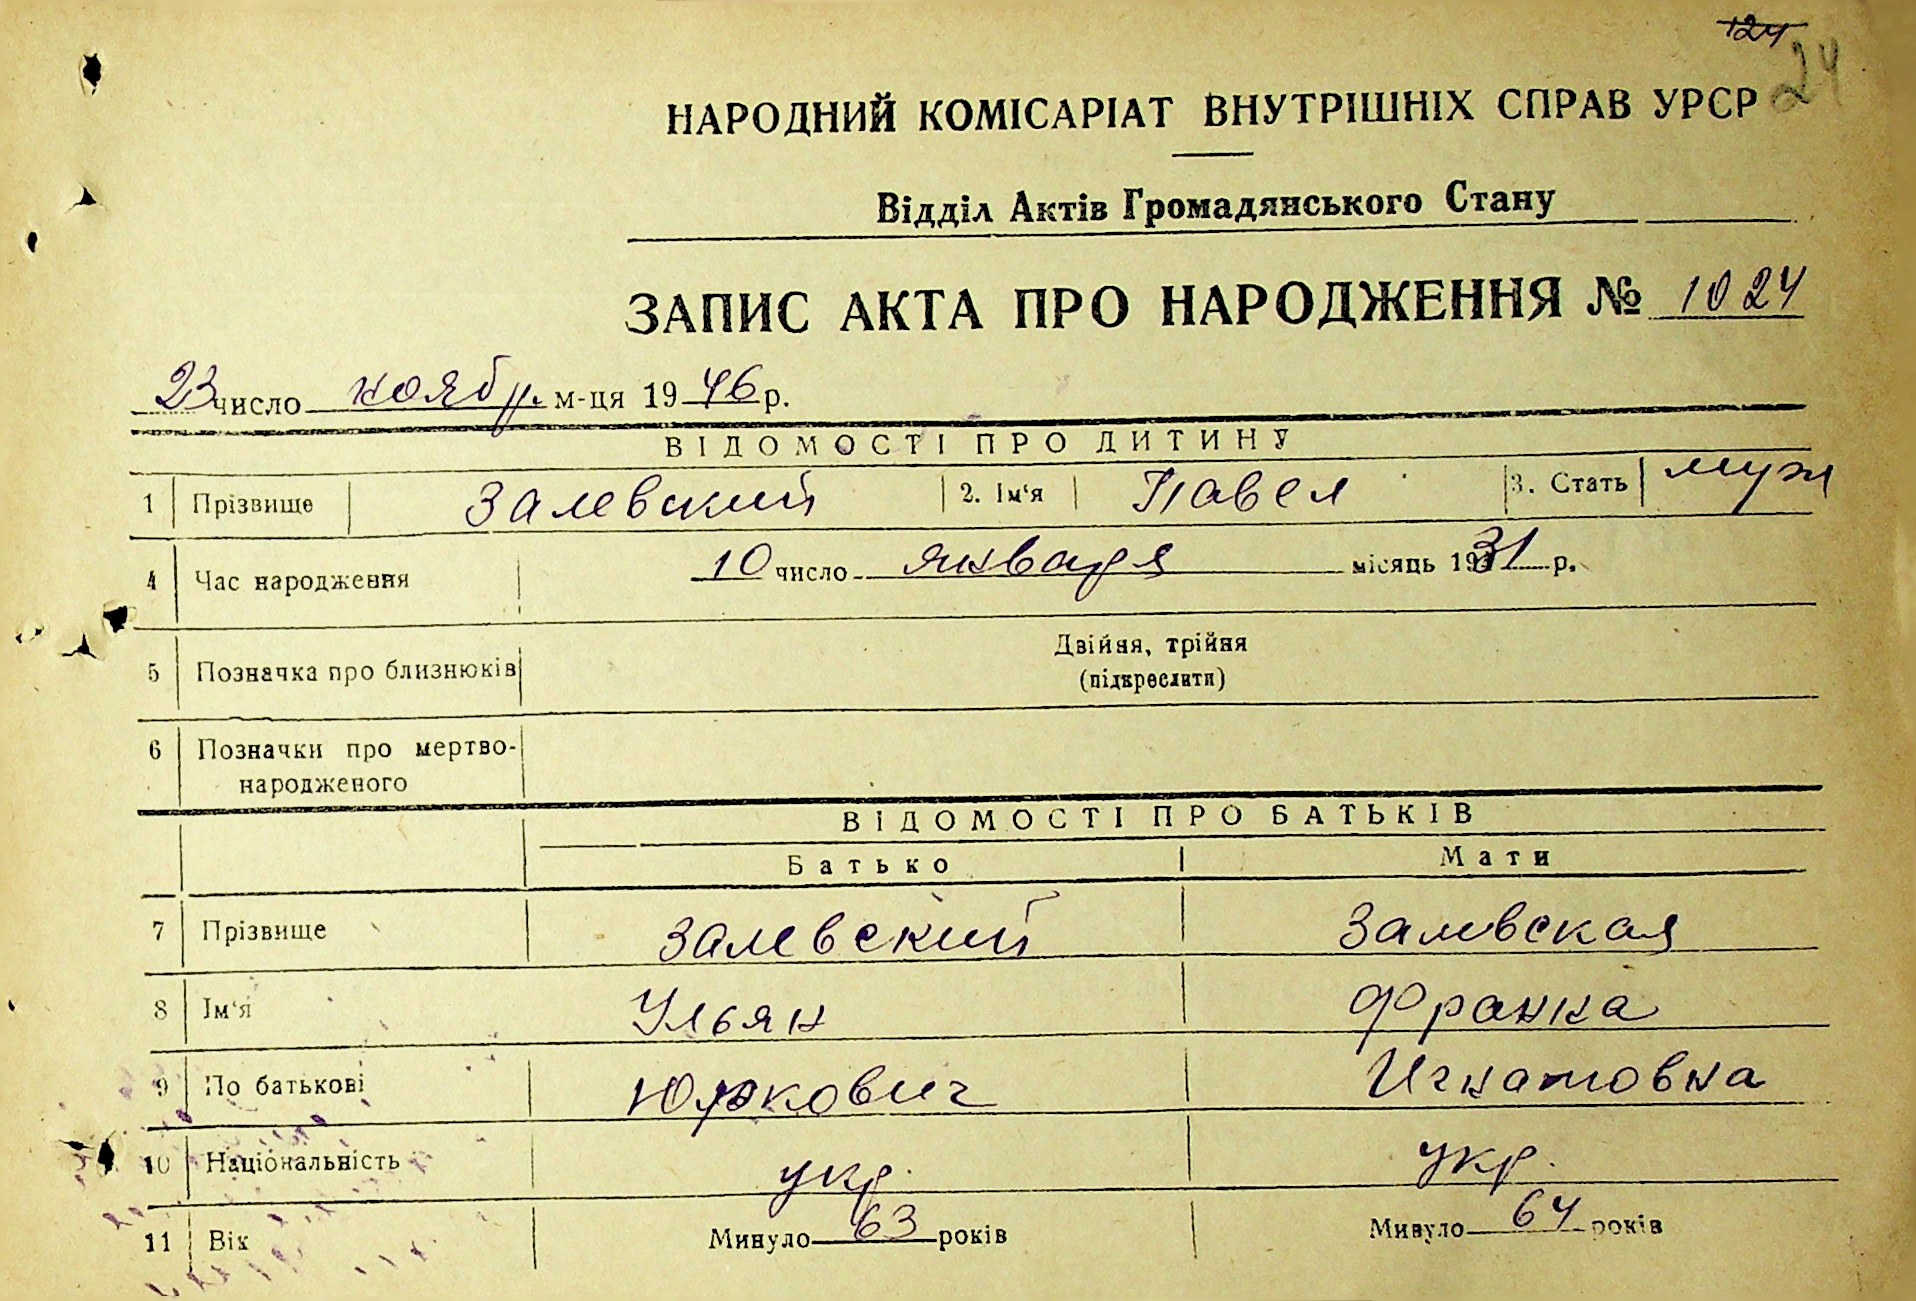 124
24
НАРОДНИЙ КОМІСАРІАТ ВНУТРІШНІХ СПРАВ УРСР
Відділ Актів Громадянського Стану
ЗАПИС АКТА ПРО НАРОДЖЕННЯ № 1024
23 число ноябр. м-ця 1946 р.
ВІДОМОСТІ ПРО ДИТИНУ
1 Прізвище Залевский 2. Ім'я Павел 3. Стать муж
4 Час народження 10 число января місяць 1931 р.
5 Позначка про близнюків Двійня, трійня
(підкреслити)
6 Позначки про мертво-
народженого
ВІДОМОСТІ ПРО БАТЬКІВ
Батько Мати
7 Прізвище Залевский Залевская
8 Ім'я Ульян Франка
9 По батькові Юркович Игнатовна
10 Національність укр. укр.
11 Вік Минуло 63 років Минуло 64 років